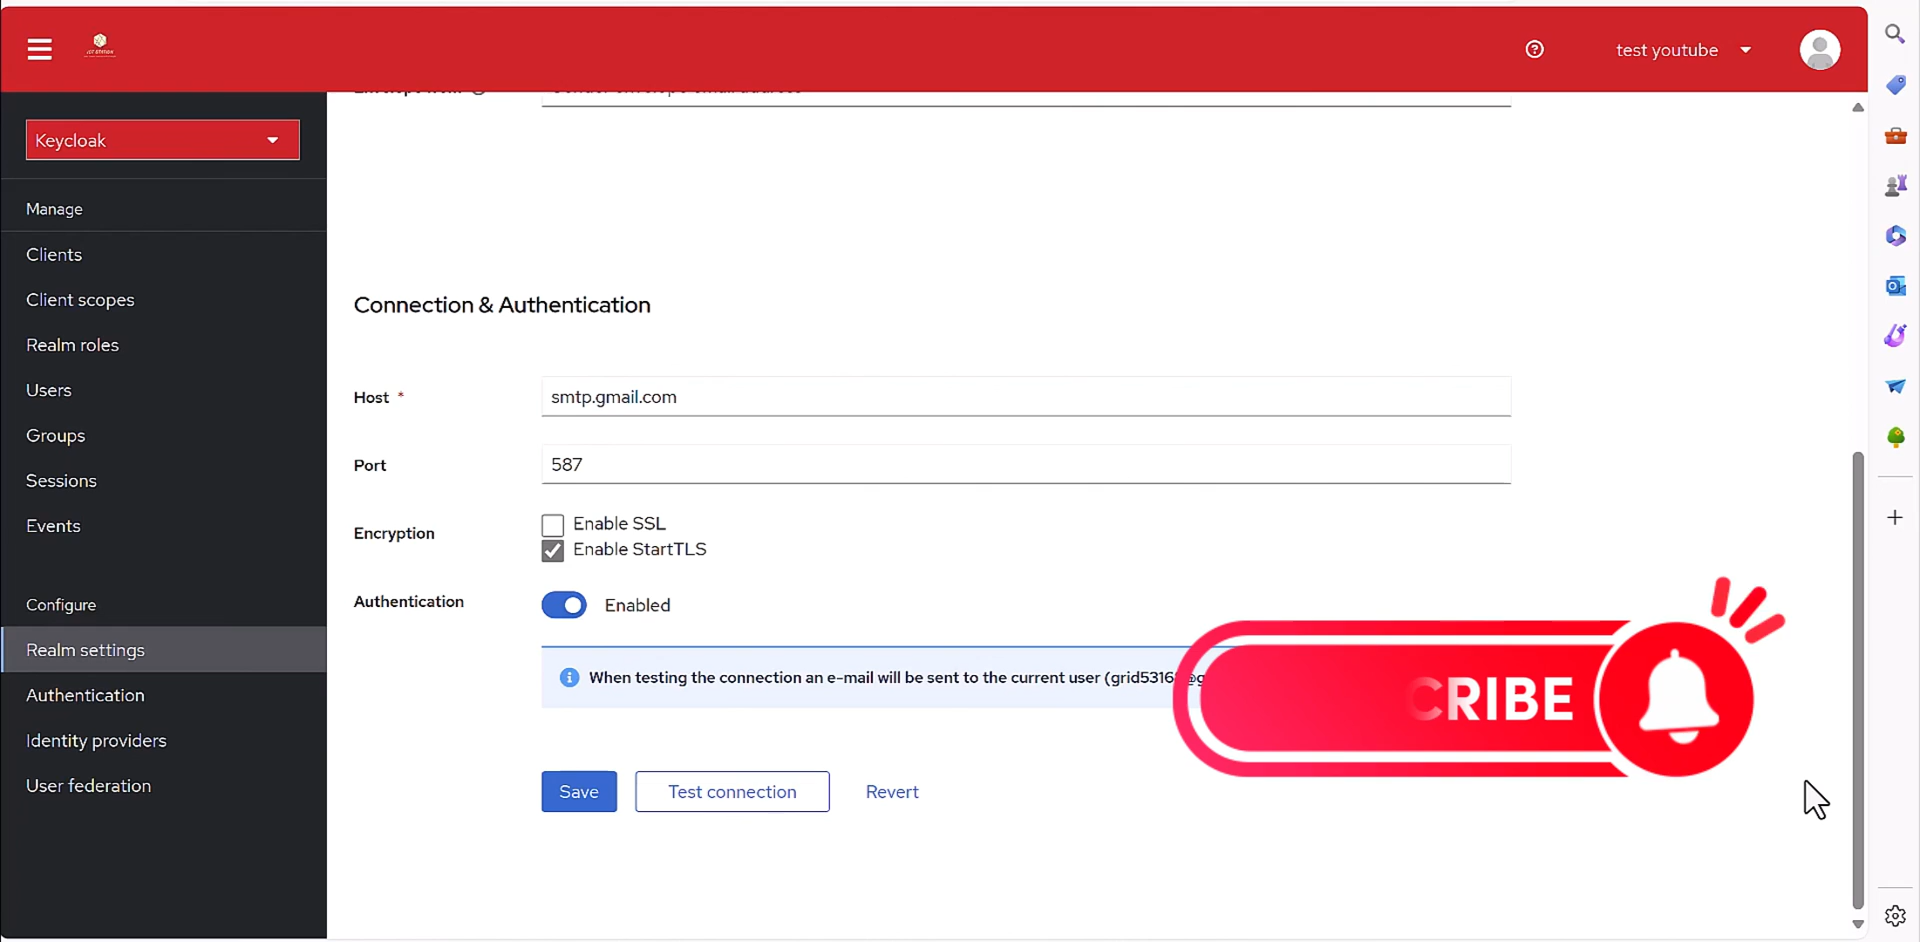 test youtube
Keycloak
Manage
Clients
Client scopes
Realm roles
Users
Groups
Sessions
Events
Configure
Realm settings
Authentication
Identity providers
User federation
Connection & Authentication
Host *
smtp.gmail.com
Port
587
Encryption
Enable SSL
Enable StartTLS
Authentication
Enabled
When testing the connection an e-mail will be sent to the current user
CRIBE
Save
Test connection
Revert